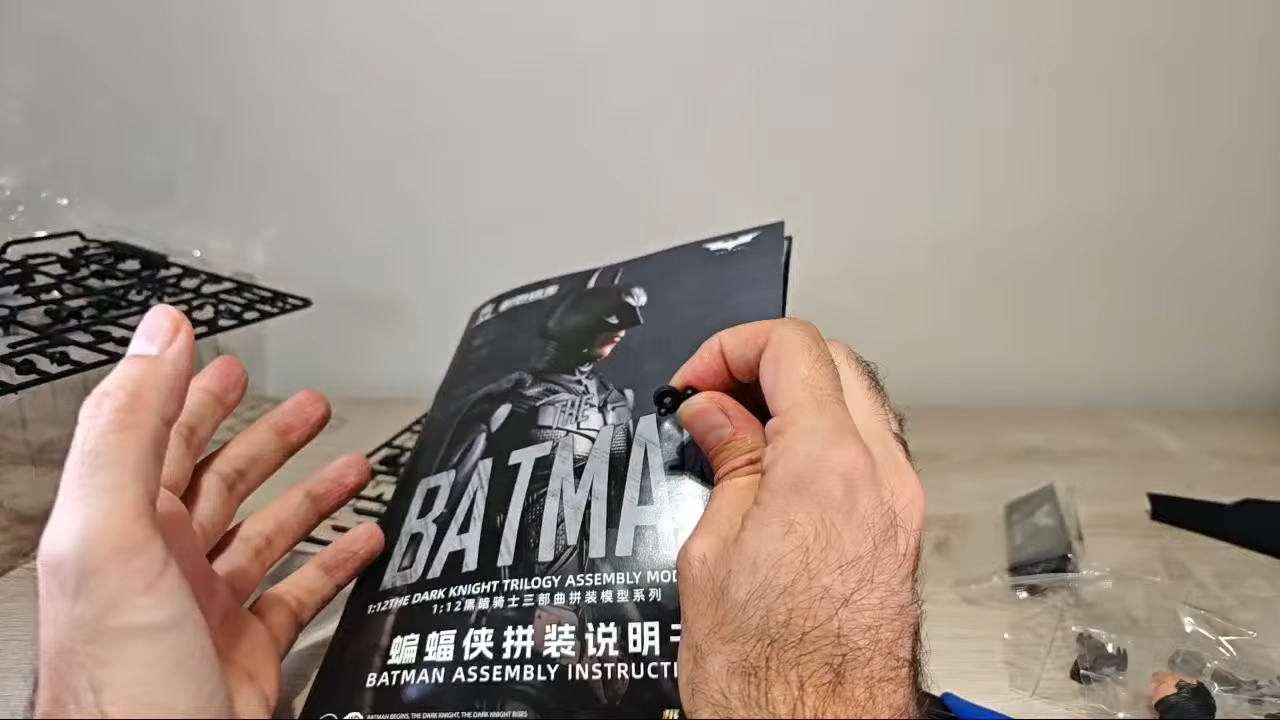 THE
BATMA
1:12THE DARK KNIGHT TRILOGY ASSEMBLY MOD
1:12黑暗骑士三部曲拼装模型系列
蝙蝠侠拼装说明
BATMAN ASSEMBLY INSTRUCTI
BATMAN BEGINS, THE DARK KNIGHT, THE DARK KNIGHT RISES